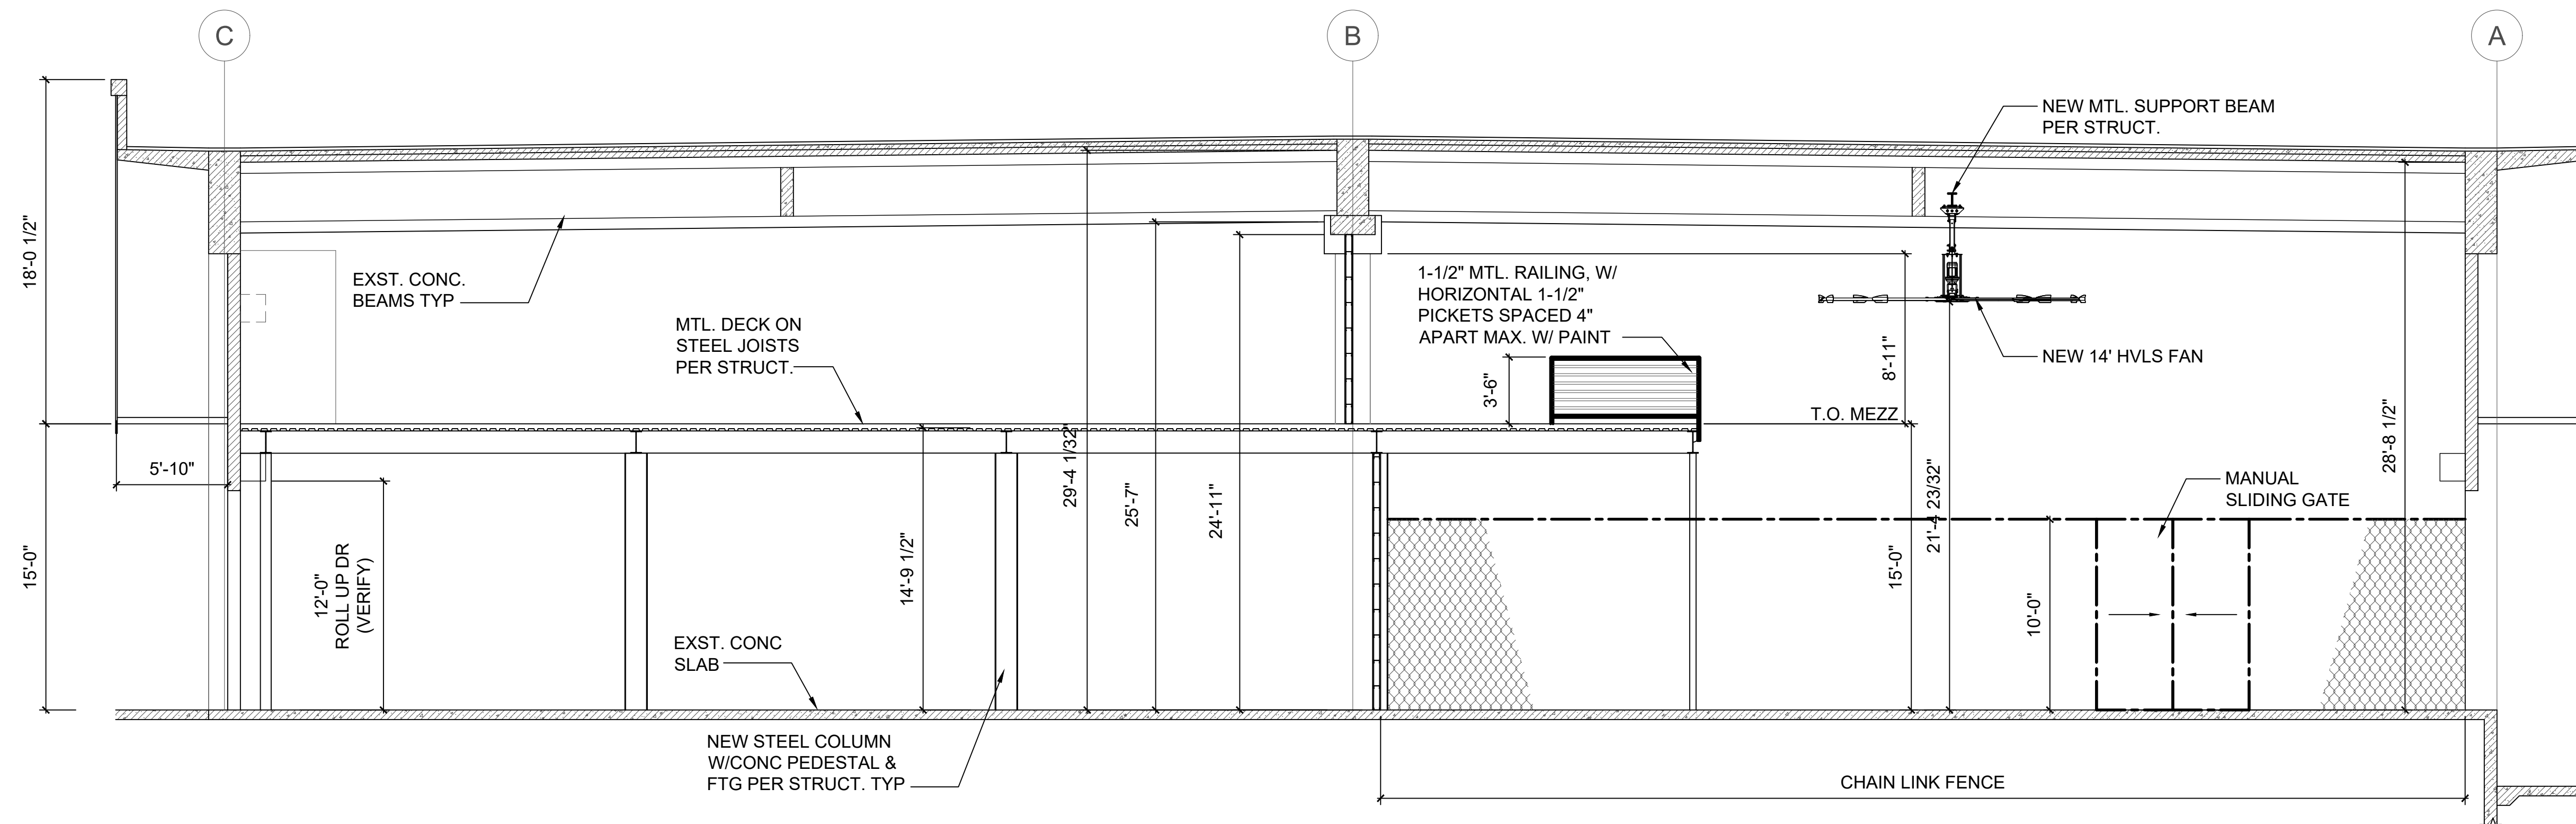 C
B
A
NEW MTL. SUPPORT BEAM
PER STRUCT.
18'-0 1/2"
EXST. CONC.
BEAMS TYP
1-1/2" MTL. RAILING, W/
HORIZONTAL 1-1/2"
PICKETS SPACED 4"
APART MAX. W/ PAINT
MTL. DECK ON
STEEL JOISTS
PER STRUCT.
8'-11"
NEW 14' HVLS FAN
3'-6"
T.O. MEZZ
28'-8 1/2"
5'-10"
29'-4 1/32"
25'-7"
24'-11"
21'-4 23/32"
MANUAL
SLIDING GATE
15'-0"
12'-0"
ROLL UP DR
(VERIFY)
14'-9 1/2"
15'-0"
10'-0"
EXST. CONC
SLAB
NEW STEEL COLUMN
W/CONC PEDESTAL &
FTG PER STRUCT. TYP
CHAIN LINK FENCE